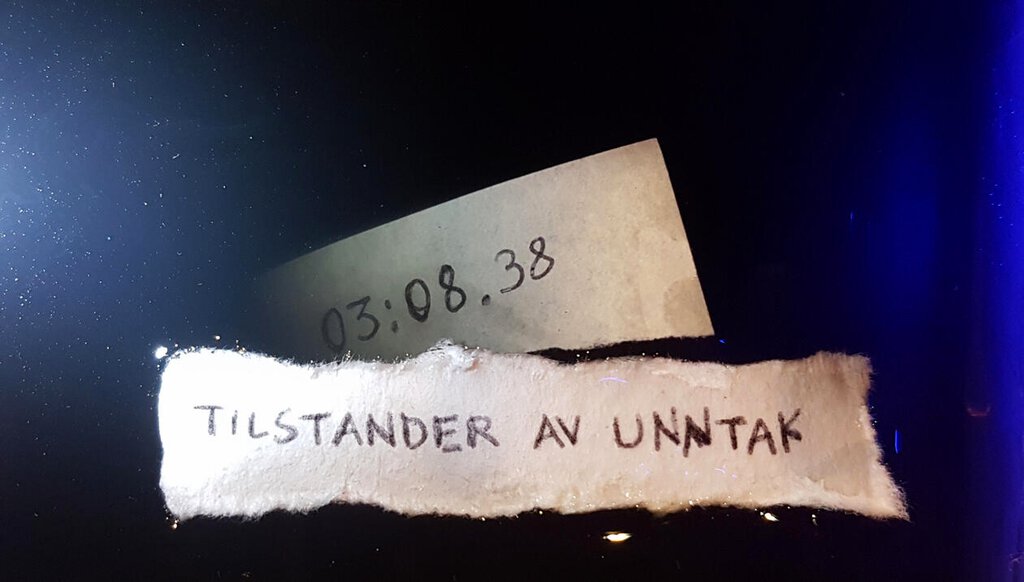 03:08.38
TILSTANDER AV UNNTAK